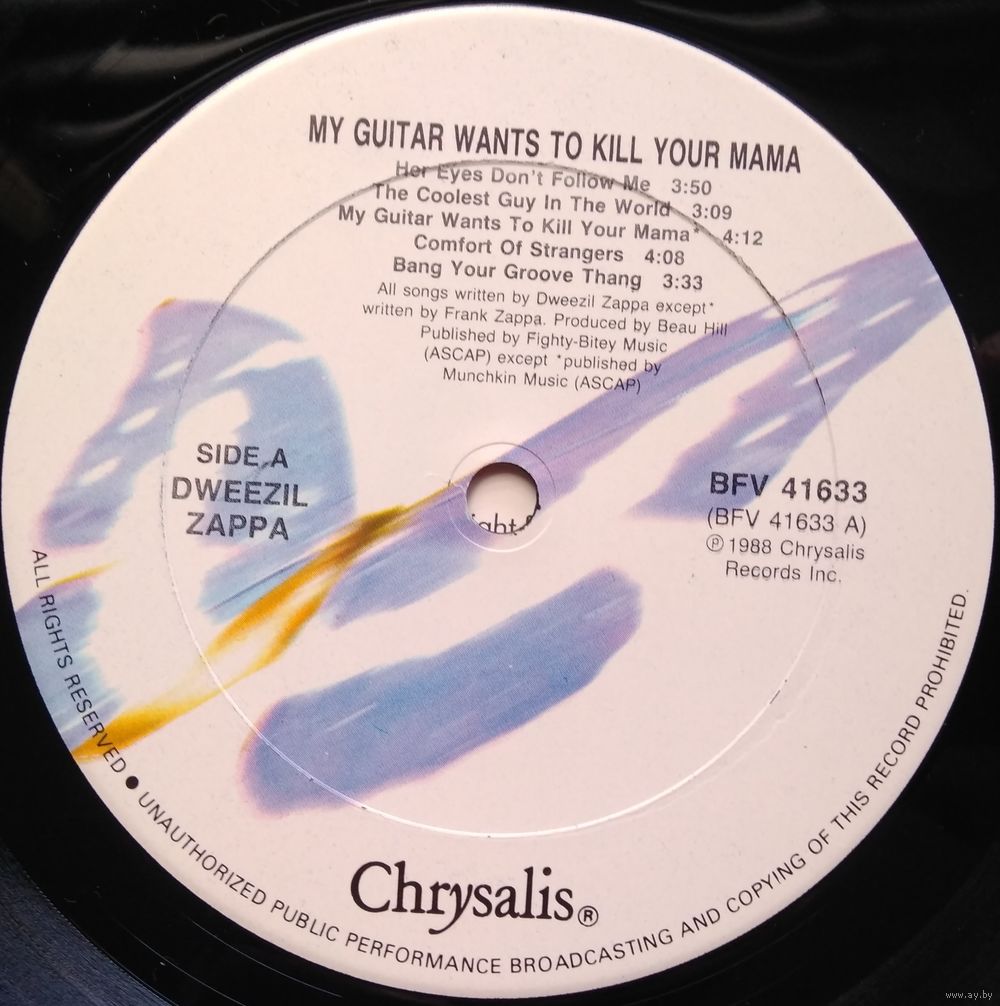 MY GUITAR WANTS TO KILL YOUR MAMA
Her Eyes Don't Follow Me 3:50
The Coolest Guy In The World 3:09
My Guitar Wants To Kill Your Mama* 4:12
Comfort Of Strangers 4:08
Bang Your Groove Thang 3:33
All songs written by Dweezil Zappa except*
written by Frank Zappa. Produced by Beau Hill
Published by Fighty-Bitey Music
(ASCAP) except *published by
Munchkin Music (ASCAP)
SIDE A
DWEEZIL
ZAPPA
BFV 41633
(BFV 41633 A)
Ⓟ 1988 Chrysalis
Records Inc.
Chrysalis®
ALL RIGHTS RESERVED • UNAUTHORIZED PUBLIC PERFORMANCE BROADCASTING AND COPYING OF THIS RECORD PROHIBITED.
www.ay.by